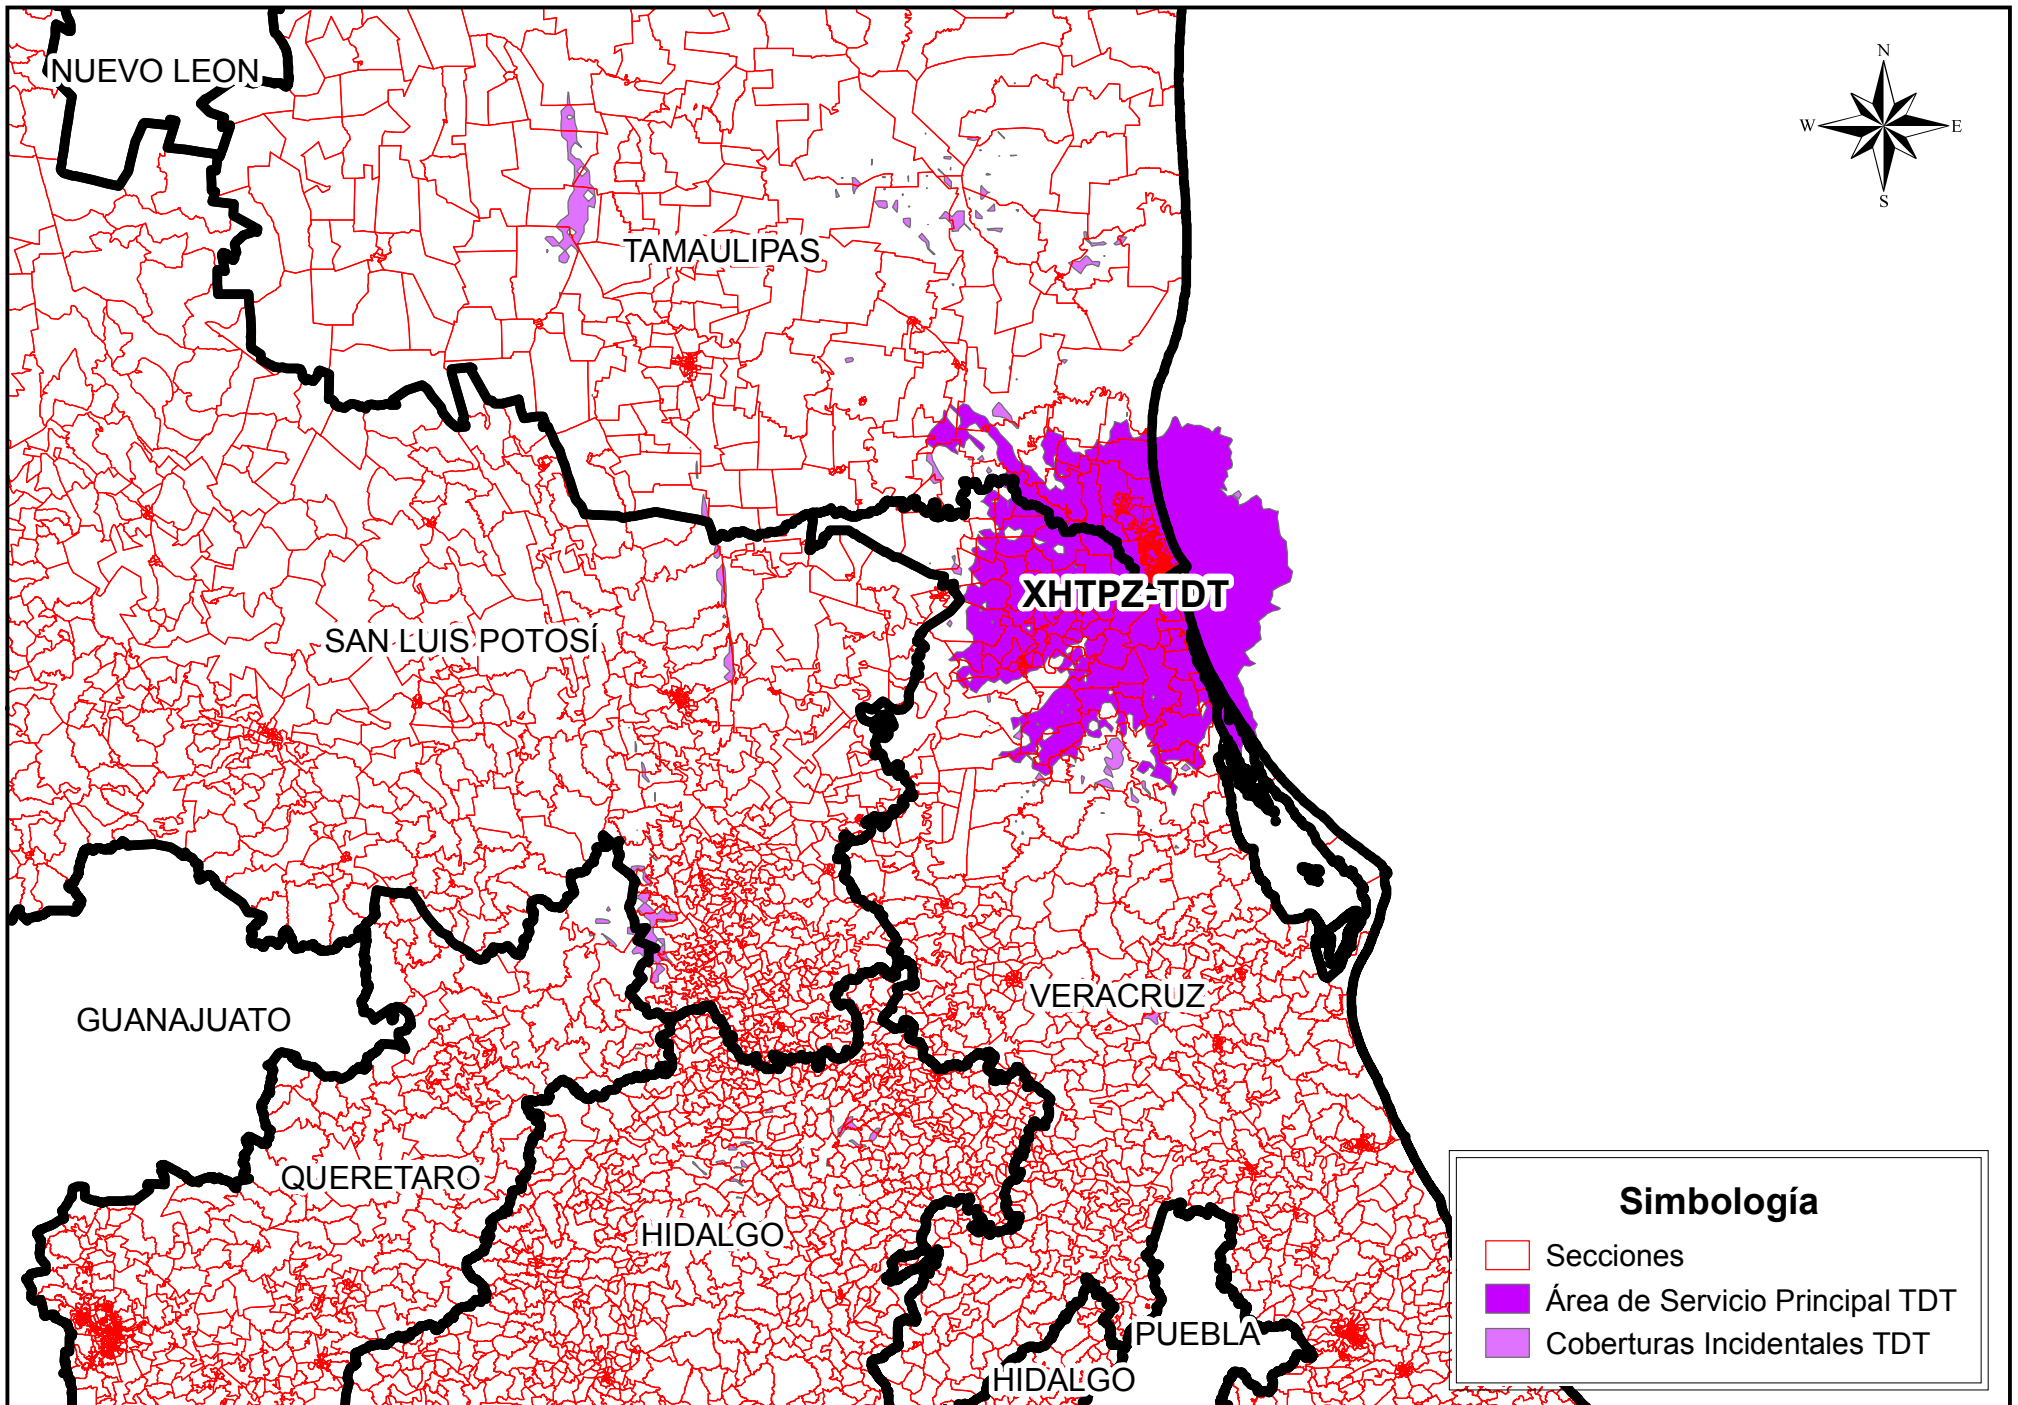 N
W
E
S
NUEVO LEON
TAMAULIPAS
XHTPZ-TDT
SAN LUIS POTOSÍ
VERACRUZ
GUANAJUATO
QUERETARO
HIDALGO
PUEBLA
HIDALGO
Simbología
Secciones
Área de Servicio Principal TDT
Coberturas Incidentales TDT